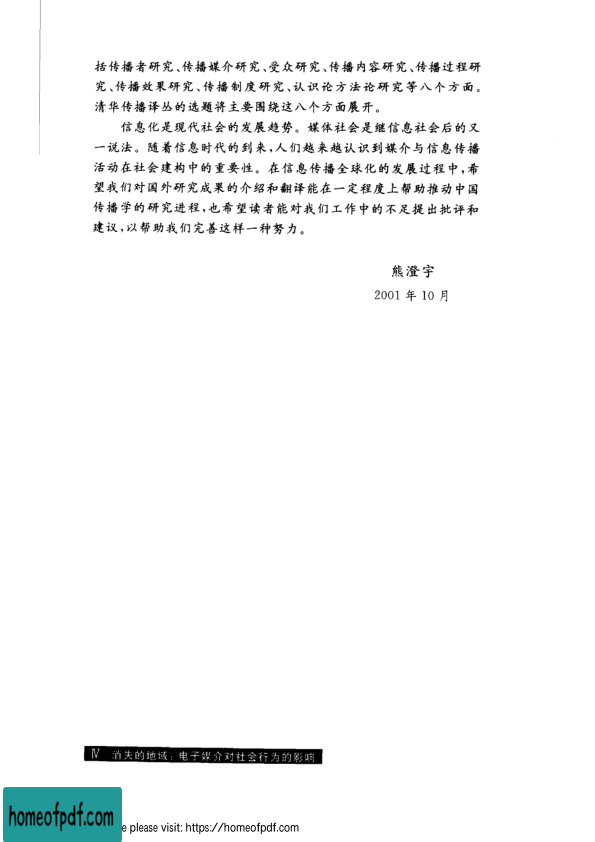 括传播者研究、传播媒介研究、受众研究、传播内容研究、传播过程研
究、传播效果研究、传播制度研究、认识论方法论研究等八个方面。
清华传播译丛的选题将主要围绕这八个方面展开。
信息化是现代社会的发展趋势。媒体社会是继信息社会后的又
一说法。随着信息时代的到来,人们越来越认识到媒介与信息传播
活动在社会建构中的重要性。在信息传播全球化的发展过程中,希
望我们对国外研究成果的介绍和翻译能在一定程度上帮助推动中国
传播学的研究进程,也希望读者能对我们工作中的不足提出批评和
建议,以帮助我们完善这样一种努力。
熊澄宇
2001 年 10 月
Ⅳ 消失的地域:电子媒介对社会行为的影响
homeofpdf.com
e please visit: https://homeofpdf.com